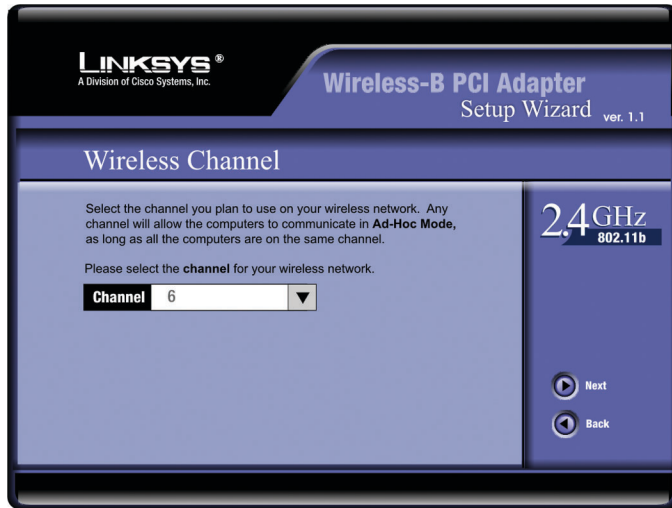 LINKSYS®
A Division of Cisco Systems, Inc.
Wireless-B PCI Adapter
Setup Wizard ver. 1.1
Wireless Channel
Select the channel you plan to use on your wireless network. Any
channel will allow the computers to communicate in Ad-Hoc Mode,
as long as all the computers are on the same channel.
Please select the channel for your wireless network.
Channel 6
2.4GHz
802.11b
Next
Back